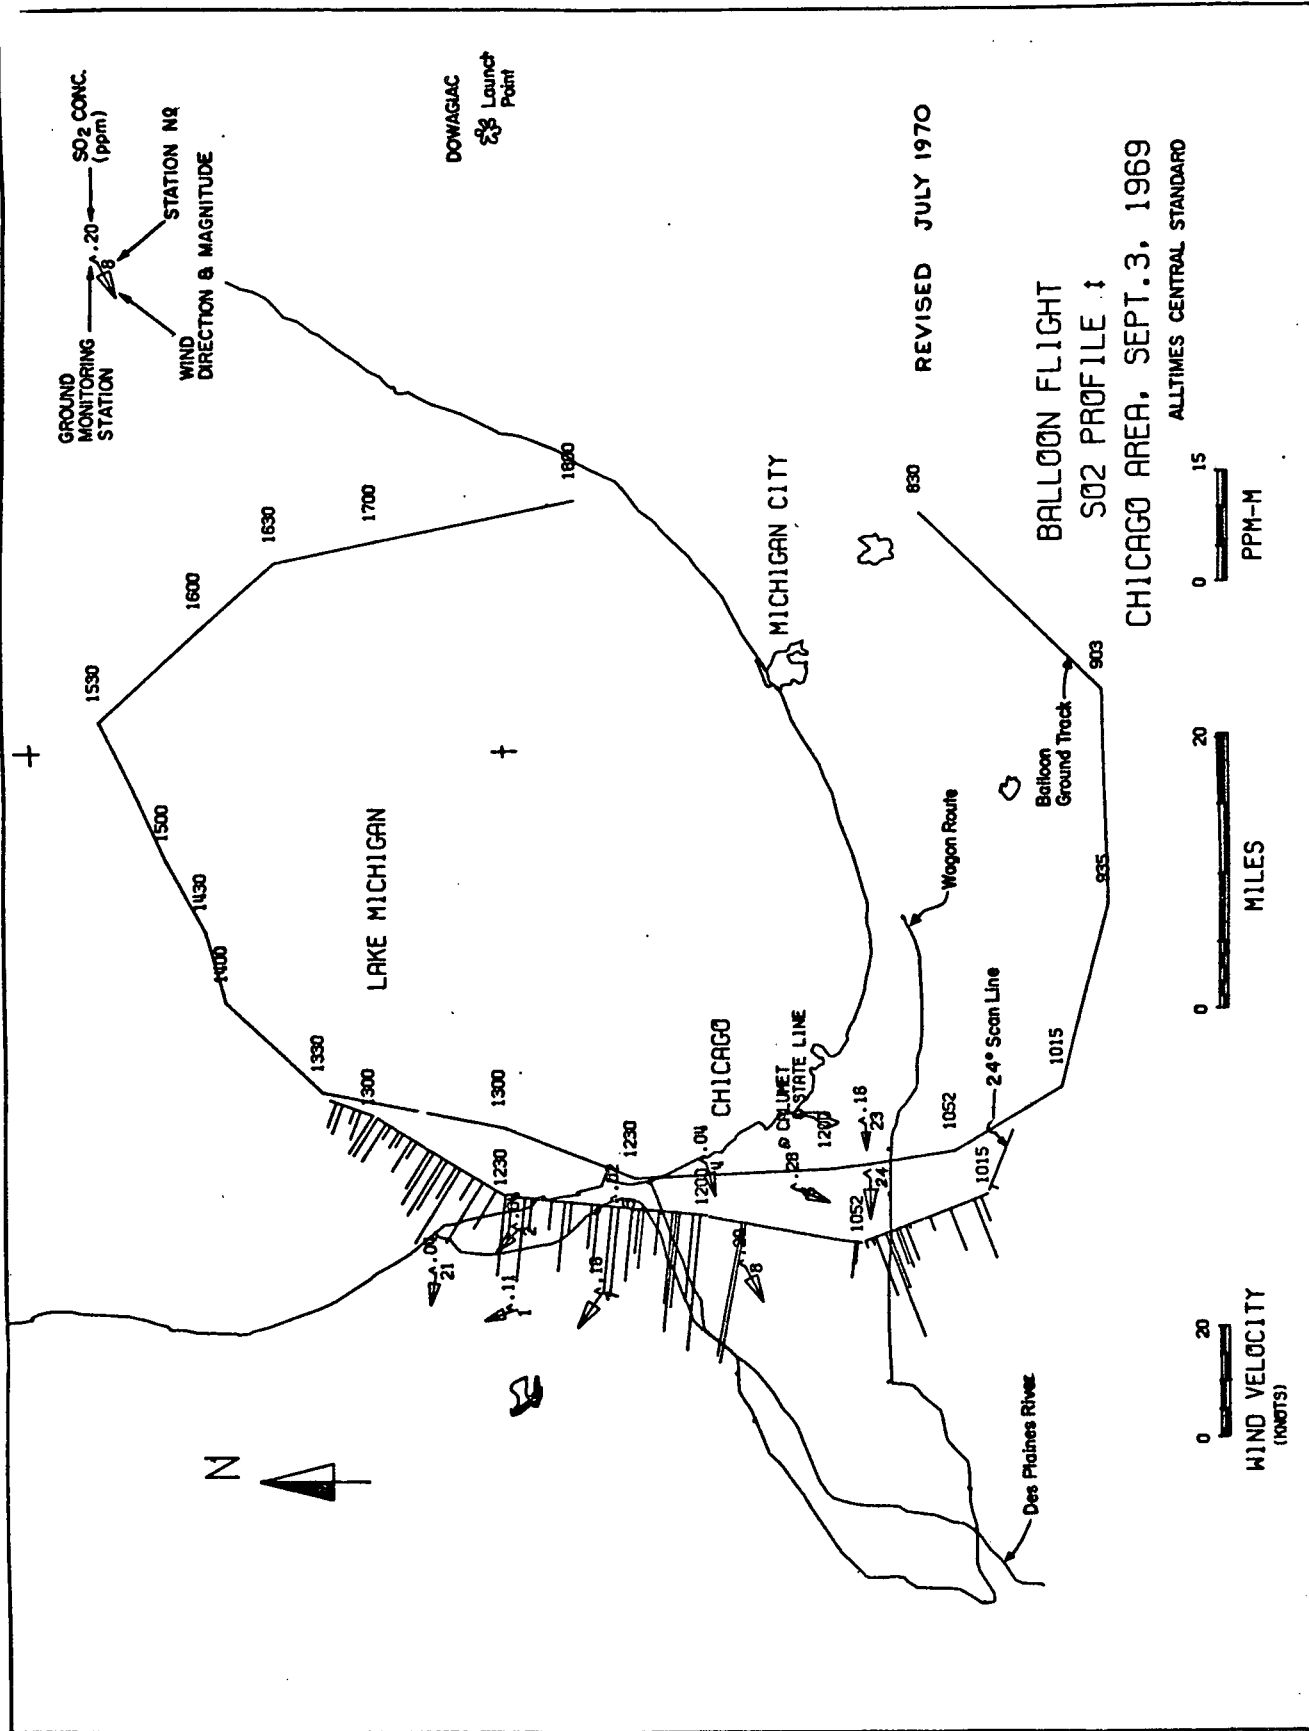 GROUND
MONITORING
STATION
.20
SO2 CONC.
(ppm)
8
STATION NO
WIND
DIRECTION & MAGNITUDE
DOWAGIAC
Launch
Point
N
LAKE MICHIGAN
CHICAGO
CALUMET
STATE LINE
MICHIGAN CITY
Wagon Route
Balloon
Ground Track
24° Scan Line
Des Plaines River
830
903
935
1015
1052
1200
1230
1300
1330
1400
1430
1500
1530
1600
1630
1700
1800
1015
1052
1200
1230
1300
.04
.28
.16
23
24
8
.18
.11
1
21
2
REVISED JULY 1970
BALLOON FLIGHT
SO2 PROFILE 1
CHICAGO AREA, SEPT.3, 1969
ALLTIMES CENTRAL STANDARD
0 20
WIND VELOCITY
(KNOTS)
0 20
MILES
0 15
PPM-M